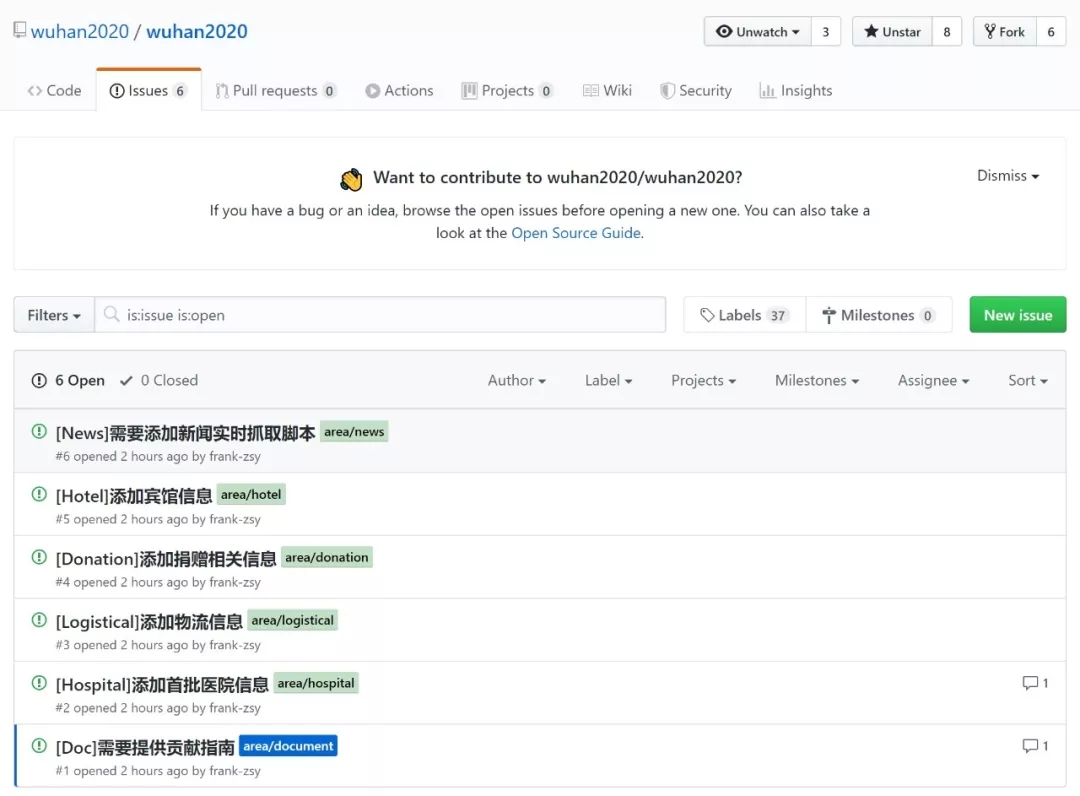 wuhan2020 / wuhan2020
Unwatch 3 Unstar 8 Fork 6
Code Issues 6 Pull requests 0 Actions Projects 0 Wiki Security Insights
Want to contribute to wuhan2020/wuhan2020?
Dismiss
If you have a bug or an idea, browse the open issues before opening a new one. You can also take a
look at the Open Source Guide.
Filters is:issue is:open Labels 37 Milestones 0 New issue
6 Open 0 Closed Author Label Projects Milestones Assignee Sort
[News]需要添加新闻实时抓取脚本 area/news
#6 opened 2 hours ago by frank-zsy
[Hotel]添加宾馆信息 area/hotel
#5 opened 2 hours ago by frank-zsy
[Donation]添加捐赠相关信息 area/donation
#4 opened 2 hours ago by frank-zsy
[Logistical]添加物流信息 area/logistical
#3 opened 2 hours ago by frank-zsy
[Hospital]添加首批医院信息 area/hospital 1
#2 opened 2 hours ago by frank-zsy
[Doc]需要提供贡献指南 area/document 1
#1 opened 2 hours ago by frank-zsy